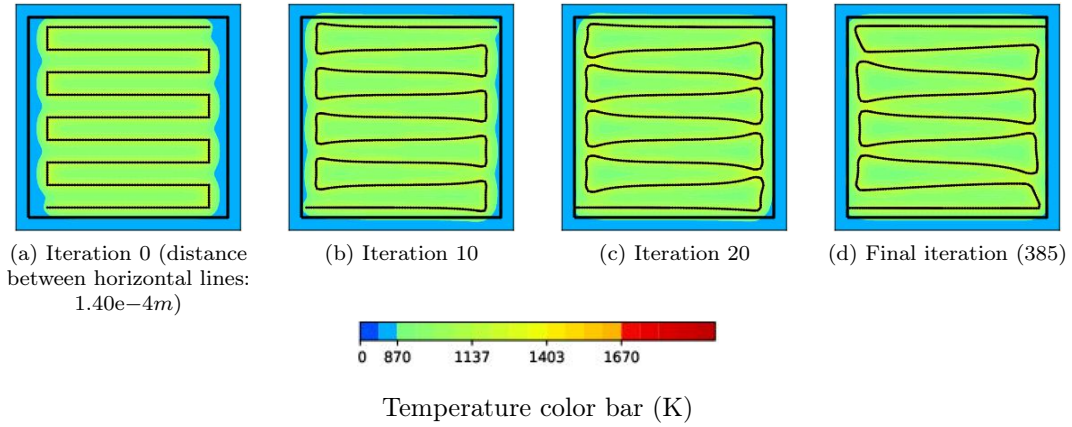 (a) Iteration 0 (distance
between horizontal lines:
1.40e−4m)
(b) Iteration 10
(c) Iteration 20
(d) Final iteration (385)
0 870 1137 1403 1670
Temperature color bar (K)